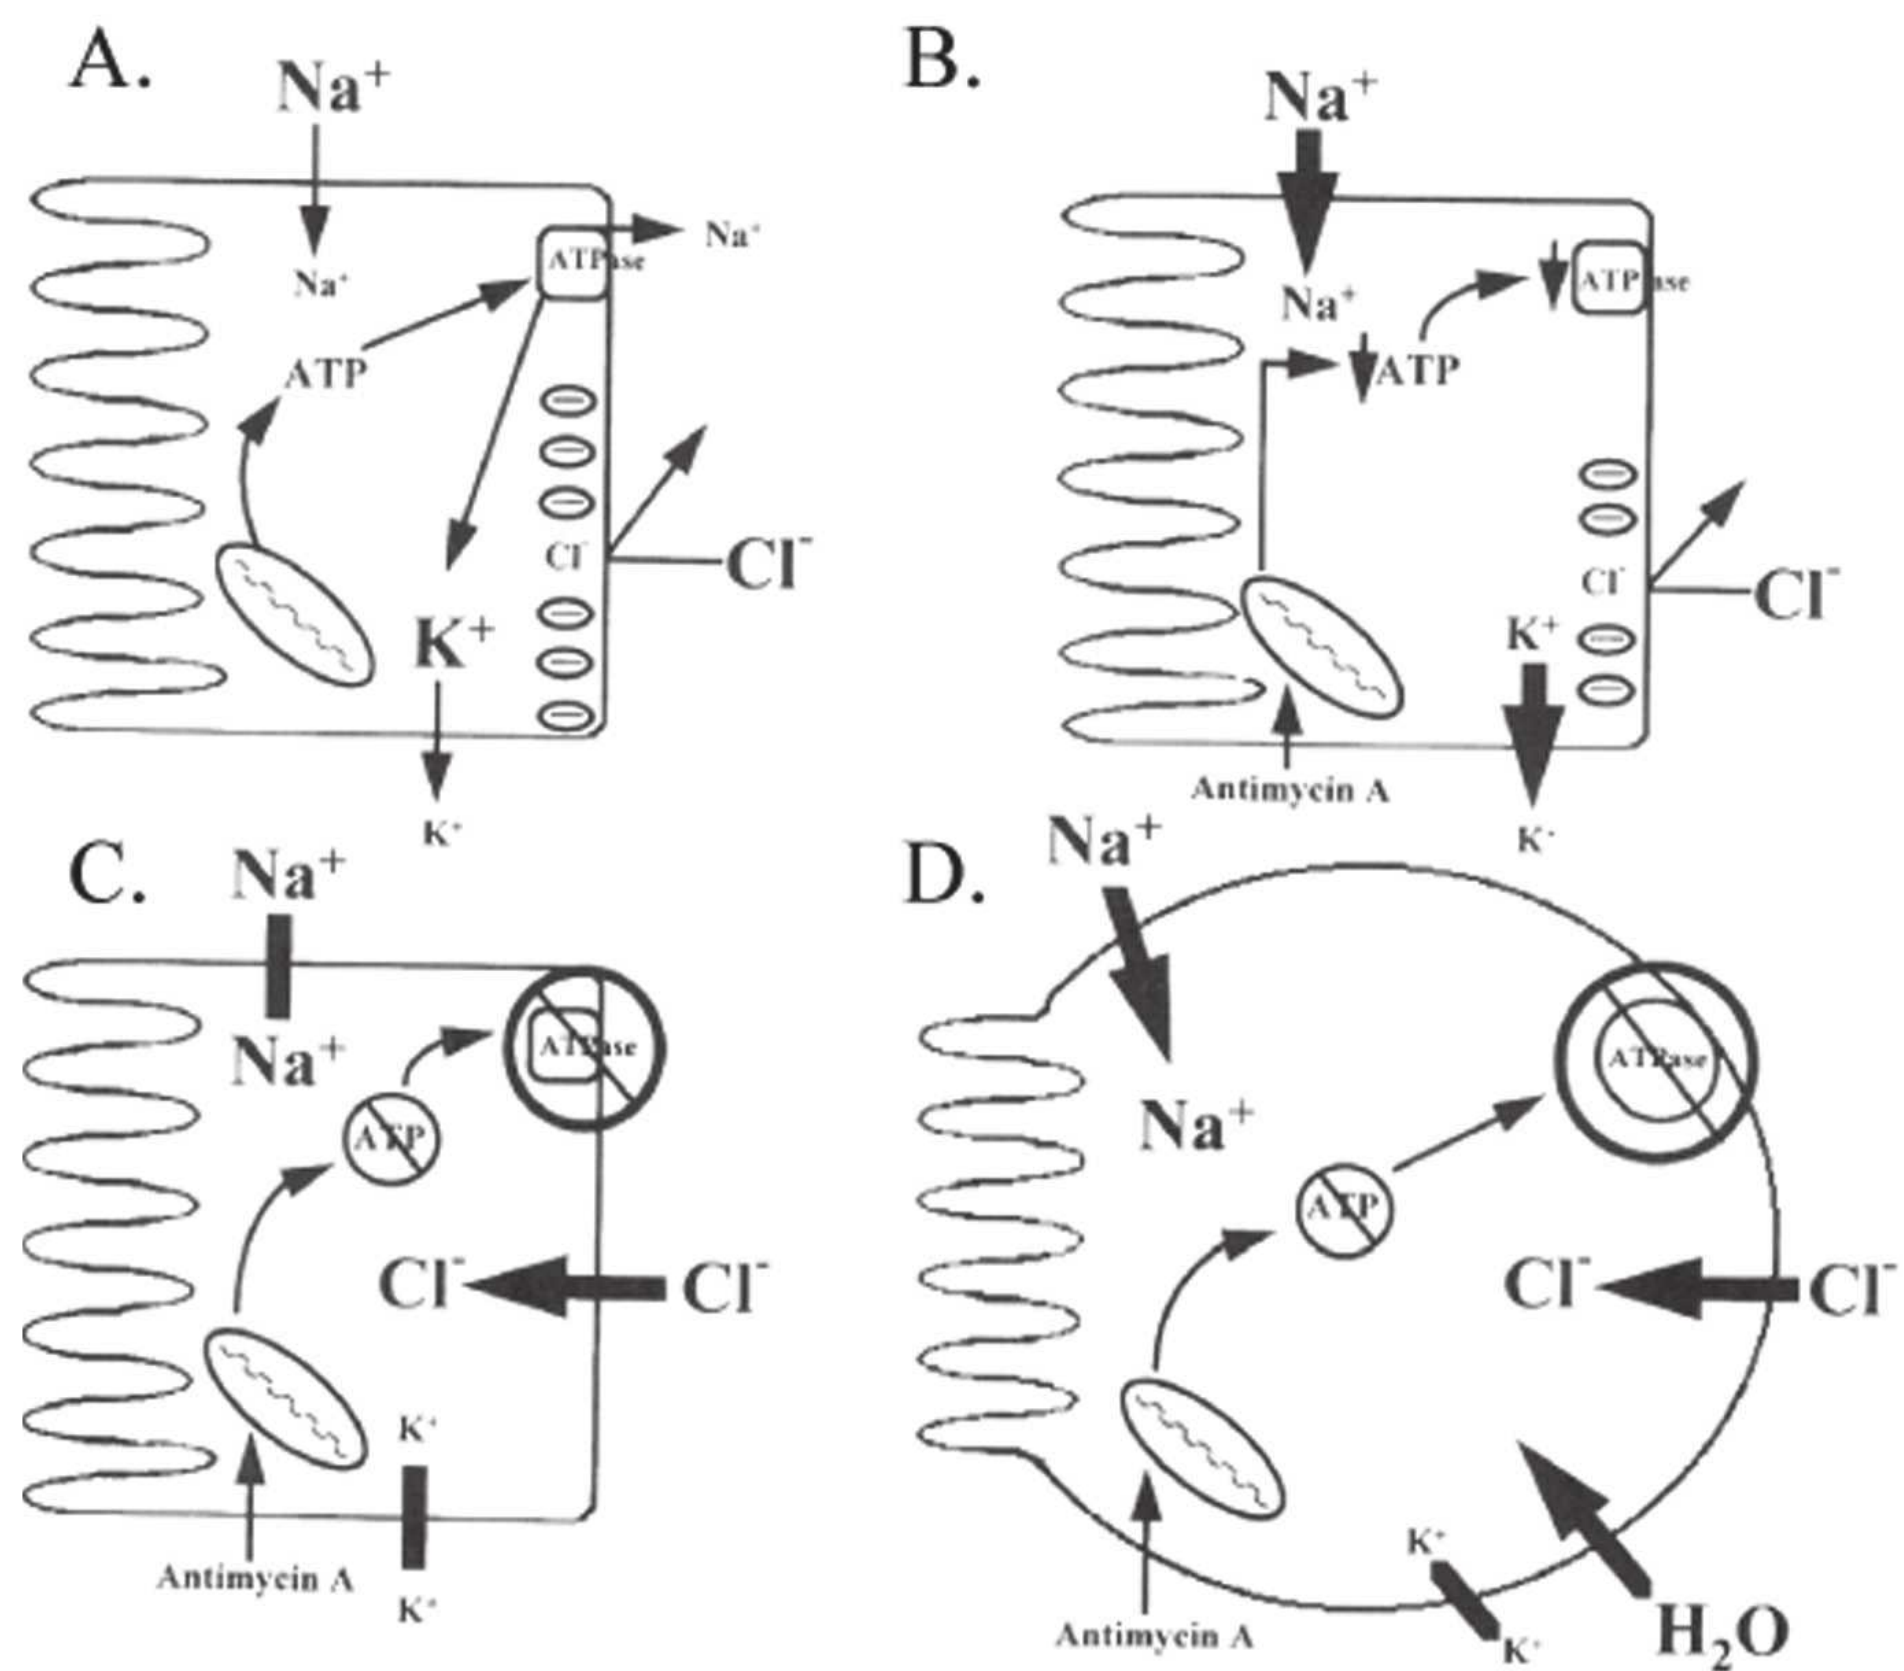 A.
Na⁺
Na⁺
ATPase
Na⁺
ATP
Cl⁻
Cl⁻
K⁺
K⁺
B.
Na⁺
Na⁺
ATPase
ATP
Cl⁻
Cl⁻
K⁺
Antimycin A
K⁺
C.
Na⁺
Na⁺
ATPase
ATP
Cl⁻
Cl⁻
K⁺
Antimycin A
K⁺
D.
Na⁺
Na⁺
ATPase
ATP
Cl⁻
Cl⁻
K⁺
Antimycin A
K⁺
H₂O